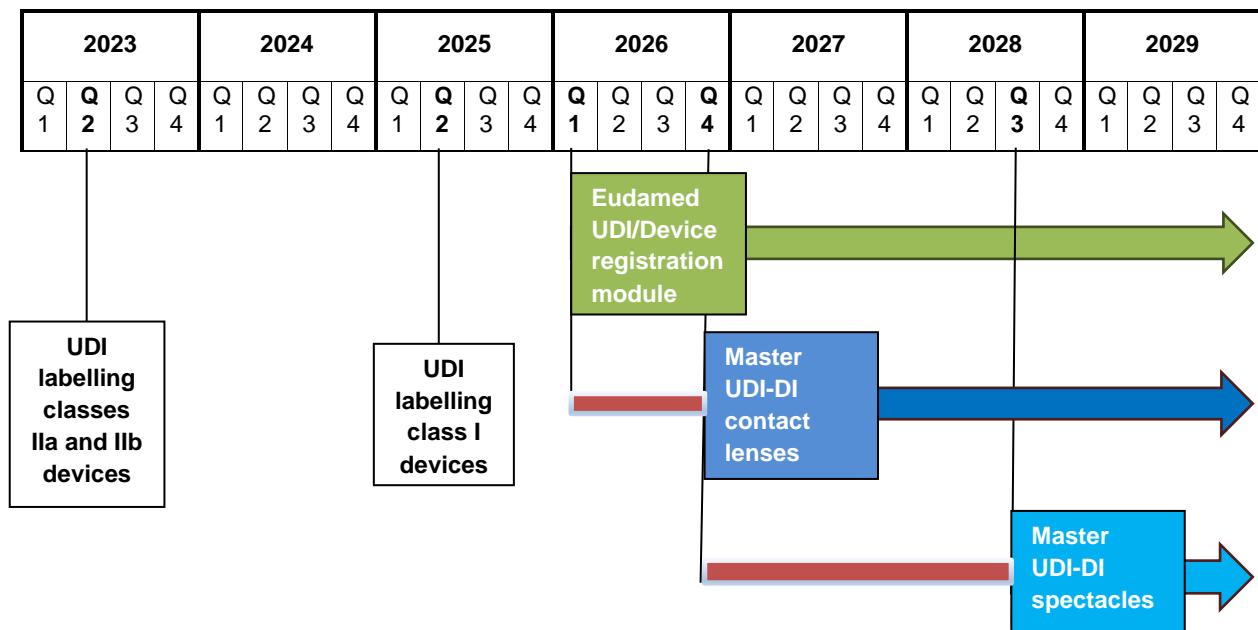 2023 2024 2025 2026 2027 2028 2029
Q Q Q Q Q Q Q Q Q Q Q Q Q Q Q Q Q Q Q Q Q Q Q Q Q Q Q Q
1 2 3 4 1 2 3 4 1 2 3 4 1 2 3 4 1 2 3 4 1 2 3 4 1 2 3 4
Eudamed
UDI/Device
registration
module
UDI
labelling
classes
IIa and IIb
devices
UDI
labelling
class I
devices
Master
UDI-DI
contact
lenses
Master
UDI-DI
spectacles